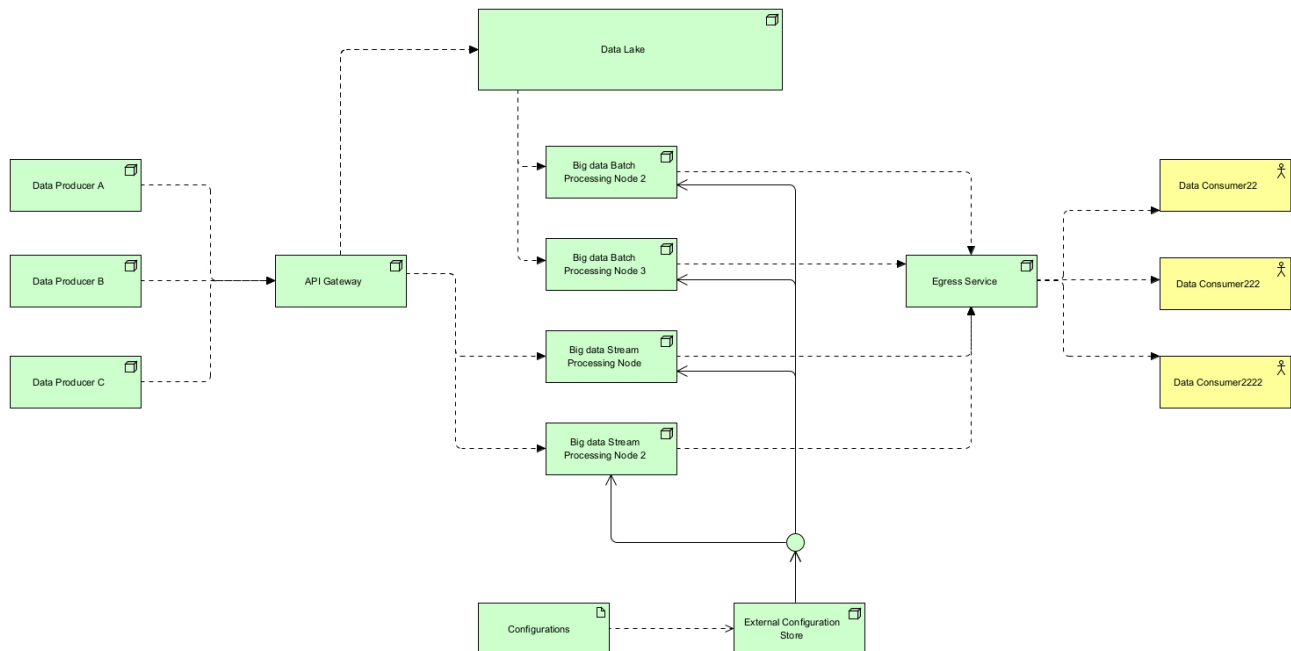 Data Lake
Big data Batch
Processing Node 2
Data Producer A
Data Consumer22
Big data Batch
Processing Node 3
Data Producer B
API Gateway
Egress Service
Data Consumer222
Big data Stream
Processing Node
Data Producer C
Data Consumer2222
Big data Stream
Processing Node 2
Configurations
External Configuration
Store